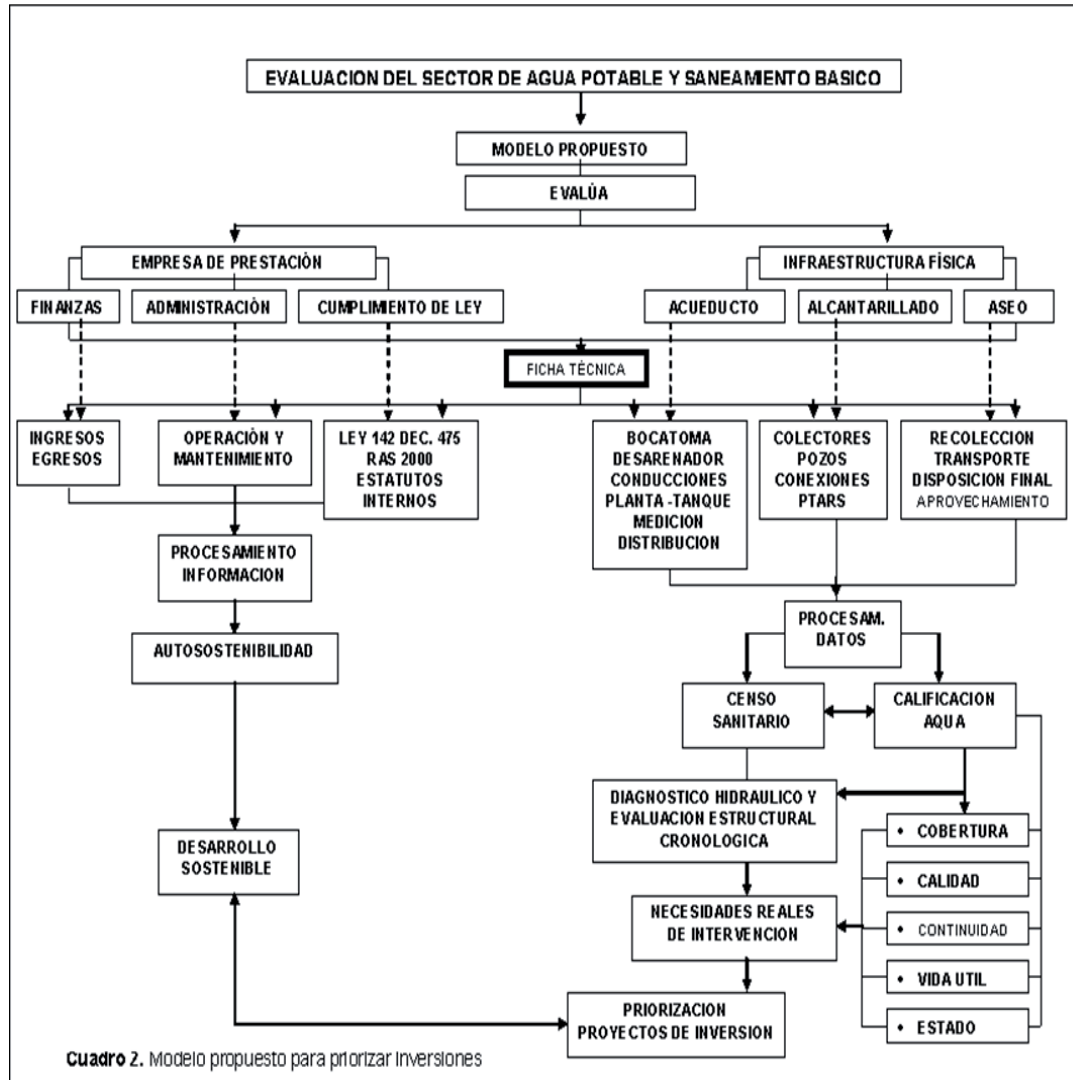 EVALUACION DEL SECTOR DE AGUA POTABLE Y SANEAMIENTO BASICO
MODELO PROPUESTO
EVALÚA
EMPRESA DE PRESTACIÓN
INFRAESTRUCTURA FÍSICA
FINANZAS
ADMINISTRACIÓN
CUMPLIMIENTO DE LEY
ACUEDUCTO
ALCANTARILLADO
ASEO
FICHA TÉCNICA
INGRESOS
EGRESOS
OPERACIÓN Y
MANTENIMIENTO
LEY 142 DEC. 475
RAS 2000
ESTATUTOS
INTERNOS
BOCATOMA
DESARENADOR
CONDUCCIONES
PLANTA -TANQUE
MEDICION
DISTRIBUCION
COLECTORES
POZOS
CONEXIONES
PTARS
RECOLECCION
TRANSPORTE
DISPOSICION FINAL
APROVECHAMIENTO
PROCESAMIENTO
INFORMACION
PROCESAM.
DATOS
AUTOSOSTENIBILIDAD
CENSO
SANITARIO
CALIFICACION
AQUA
DIAGNOSTICO HIDRAULICO Y
EVALUACION ESTRUCTURAL
CRONOLOGICA
• COBERTURA
DESARROLLO
SOSTENIBLE
• CALIDAD
NECESIDADES REALES
DE INTERVENCION
• CONTINUIDAD
• VIDA UTIL
PRIORIZACION
PROYECTOS DE INVERSION
• ESTADO
Cuadro 2. Modelo propuesto para priorizar inversiones